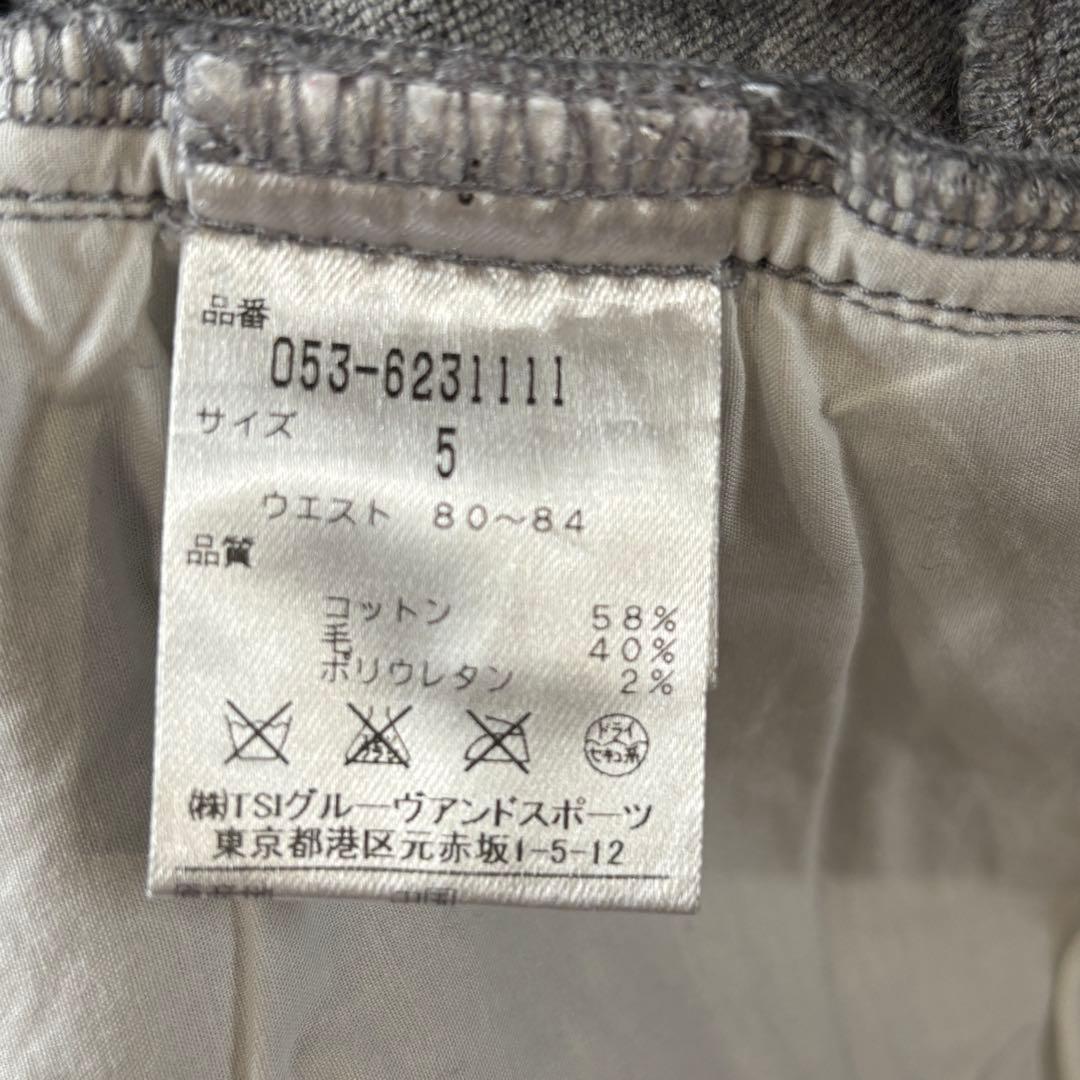 品番
053-6231111
サイズ
5
ウエスト 80～84
品質
コットン 58%
毛 40%
ポリウレタン 2%
ドライ
セキユ系
㈱TSIグルーヴアンドスポーツ
東京都港区元赤坂1-5-12
中国